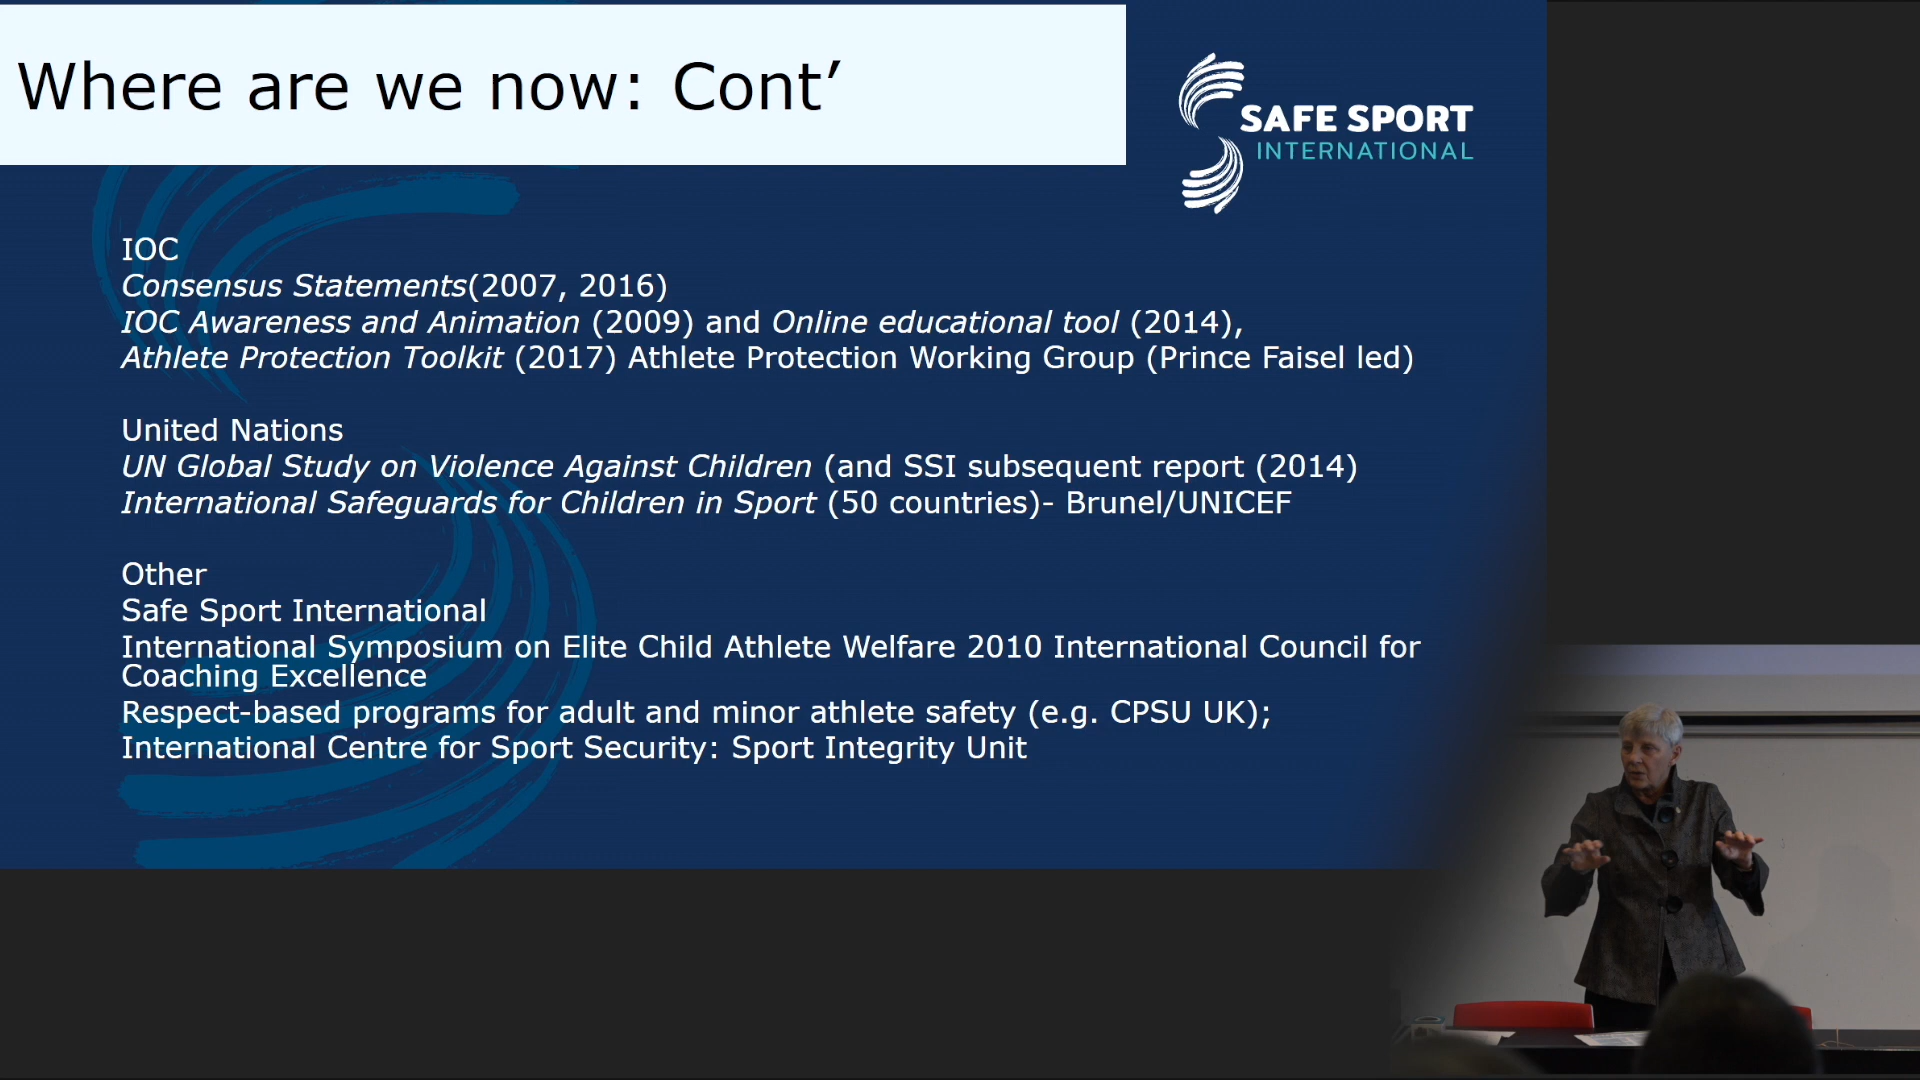 Where are we now: Cont’
SAFE SPORT
INTERNATIONAL
IOC
Consensus Statements(2007, 2016)
IOC Awareness and Animation (2009) and Online educational tool (2014),
Athlete Protection Toolkit (2017) Athlete Protection Working Group (Prince Faisel led)
United Nations
UN Global Study on Violence Against Children (and SSI subsequent report (2014)
International Safeguards for Children in Sport (50 countries)- Brunel/UNICEF
Other
Safe Sport International
International Symposium on Elite Child Athlete Welfare 2010 International Council for
Coaching Excellence
Respect-based programs for adult and minor athlete safety (e.g. CPSU UK);
International Centre for Sport Security: Sport Integrity Unit